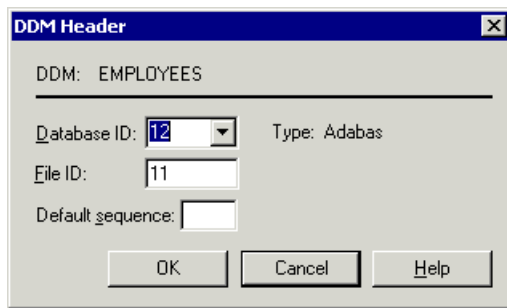 DDM Header
DDM: EMPLOYEES
Database ID: 12 Type: Adabas
File ID: 11
Default sequence:
OK Cancel Help